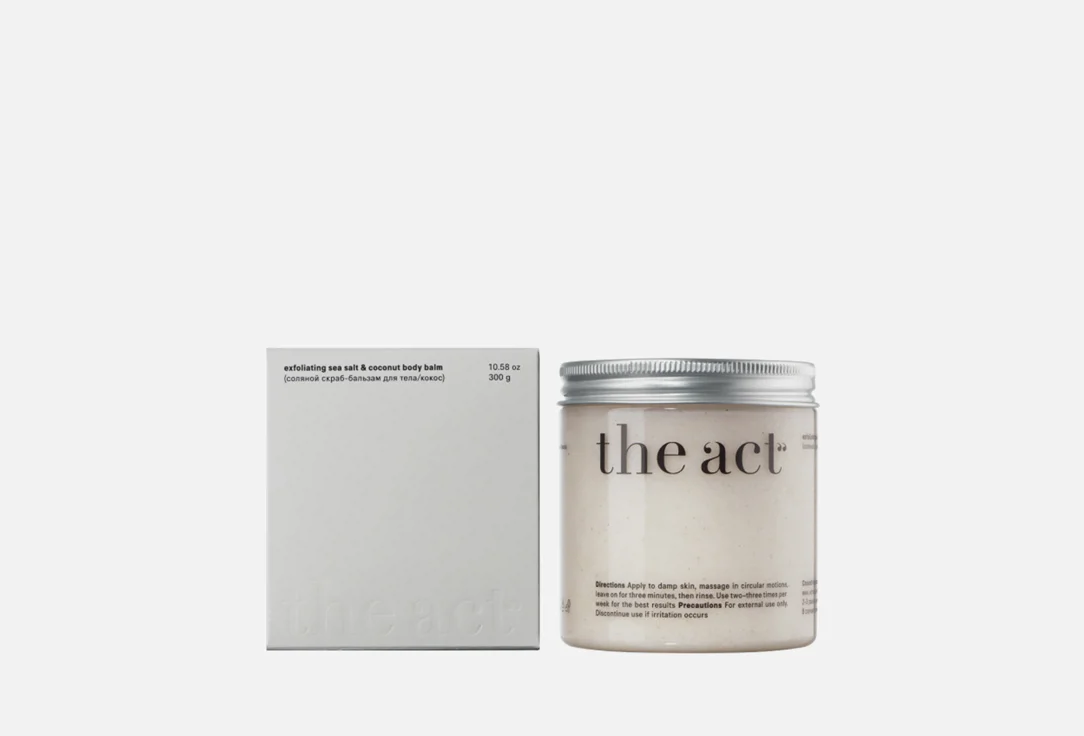 exfoliating sea salt & coconut body balm 10.58 oz
(соляной скраб-бальзам для тела/кокос) 300 g
the act
the act”
Directions Apply to damp skin, massage in circular motions,
leave on for three minutes, then rinse. Use two-three times per
week for the best results Precautions For external use only.
Discontinue use if irritation occurs